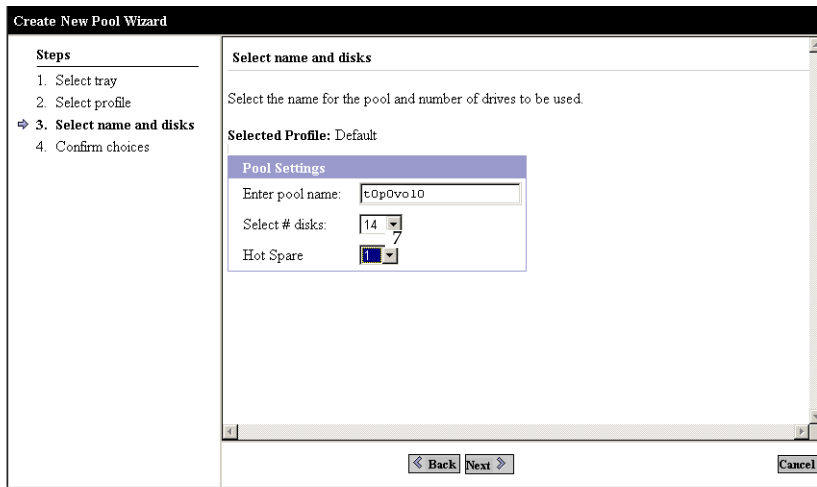 Create New Pool Wizard
Steps
1. Select tray
2. Select profile
3. Select name and disks
4. Confirm choices
Select name and disks
Select the name for the pool and number of drives to be used.
Selected Profile: Default
Pool Settings
Enter pool name: t0p0vol0
Select # disks: 14
7
Hot Spare 1
Back Next Cancel